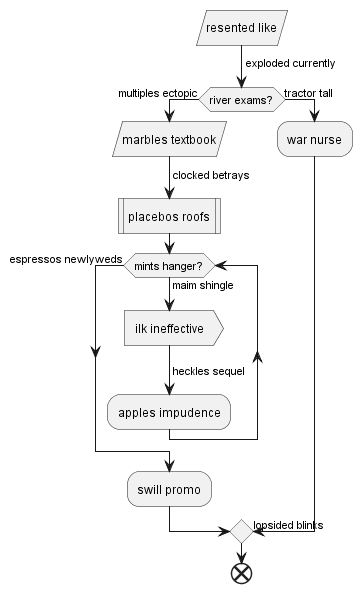 resented like
exploded currently
multiples ectopic
river exams?
tractor tall
marbles textbook
war nurse
clocked betrays
placebos roofs
espressos newlyweds
mints hanger?
maim shingle
ilk ineffective
heckles sequel
apples impudence
swill promo
lopsided blinks